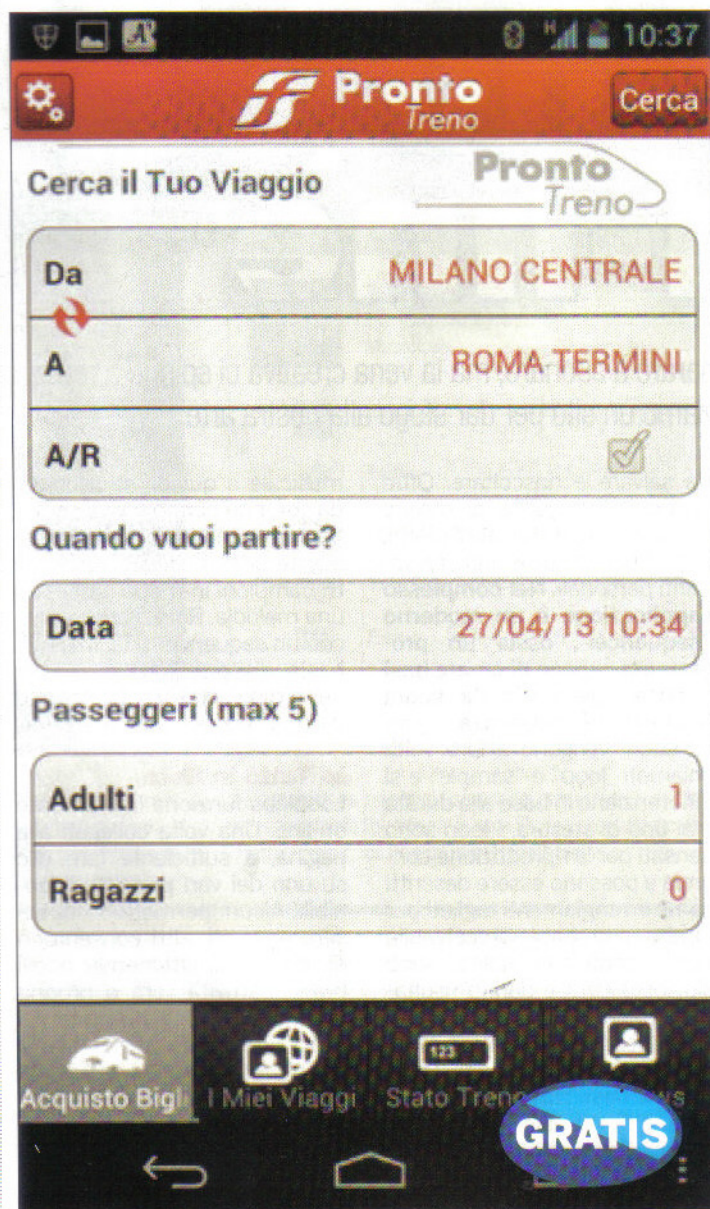 10:37
Pronto
Treno
Cerca
Cerca il Tuo Viaggio
Pronto
Treno
Da MILANO CENTRALE
A ROMA TERMINI
A/R
Quando vuoi partire?
Data 27/04/13 10:34
Passeggeri (max 5)
Adulti 1
Ragazzi 0
123
Acquisto Bigli I Miei Viaggi Stato Treno
GRATIS